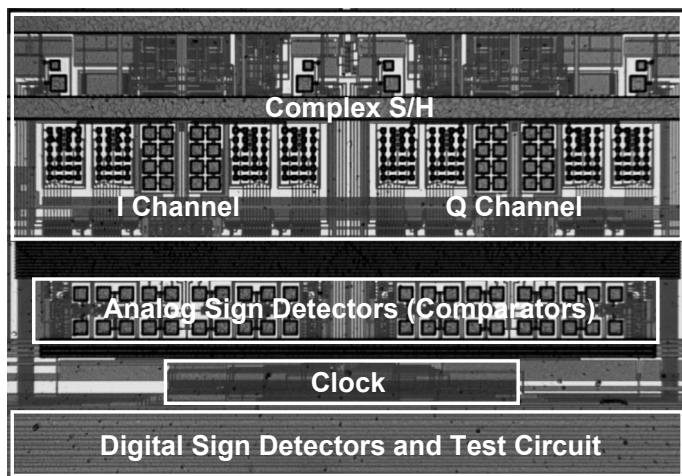 Complex S/H
I Channel Q Channel
Analog Sign Detectors (Comparators)
Clock
Digital Sign Detectors and Test Circuit